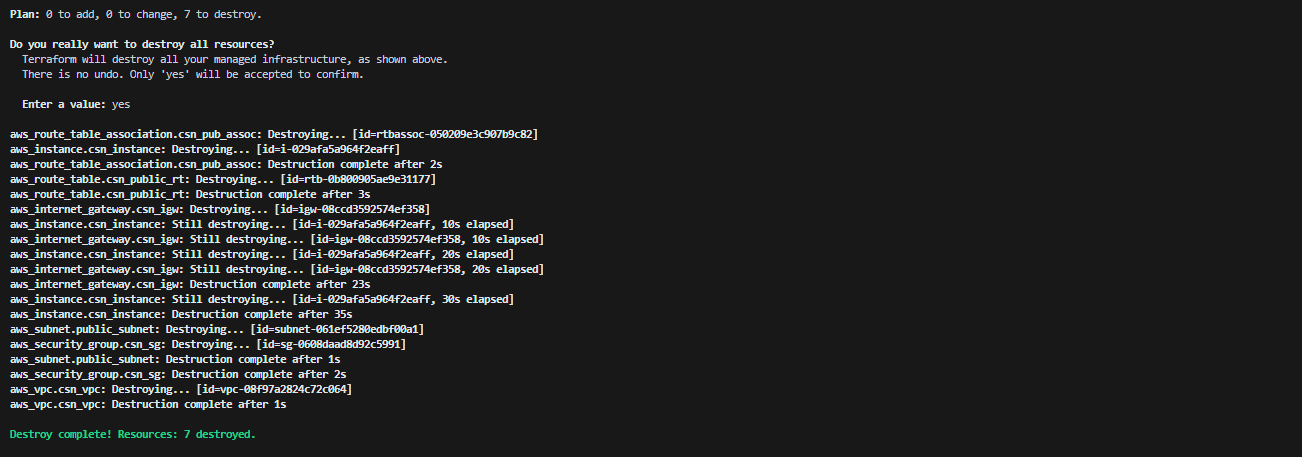 Plan: 0 to add, 0 to change, 7 to destroy.
Do you really want to destroy all resources?
Terraform will destroy all your managed infrastructure, as shown above.
There is no undo. Only 'yes' will be accepted to confirm.
Enter a value: yes
aws_route_table_association.csn_pub_assoc: Destroying... [id=rtbassoc-050209e3c907b9c82]
aws_instance.csn_instance: Destroying... [id=i-029afa5a964f2eaff]
aws_route_table_association.csn_pub_assoc: Destruction complete after 2s
aws_route_table.csn_public_rt: Destroying... [id=rtb-0b800905ae9e31177]
aws_route_table.csn_public_rt: Destruction complete after 3s
aws_internet_gateway.csn_igw: Destroying... [id=igw-08ccd3592574ef358]
aws_instance.csn_instance: Still destroying... [id=i-029afa5a964f2eaff, 10s elapsed]
aws_internet_gateway.csn_igw: Still destroying... [id=igw-08ccd3592574ef358, 10s elapsed]
aws_instance.csn_instance: Still destroying... [id=i-029afa5a964f2eaff, 20s elapsed]
aws_internet_gateway.csn_igw: Still destroying... [id=igw-08ccd3592574ef358, 20s elapsed]
aws_internet_gateway.csn_igw: Destruction complete after 23s
aws_instance.csn_instance: Still destroying... [id=i-029afa5a964f2eaff, 30s elapsed]
aws_instance.csn_instance: Destruction complete after 35s
aws_subnet.public_subnet: Destroying... [id=subnet-061ef5280edbf00a1]
aws_security_group.csn_sg: Destroying... [id=sg-0608daad8d92c5991]
aws_subnet.public_subnet: Destruction complete after 1s
aws_security_group.csn_sg: Destruction complete after 2s
aws_vpc.csn_vpc: Destroying... [id=vpc-08f97a2824c72c064]
aws_vpc.csn_vpc: Destruction complete after 1s
Destroy complete! Resources: 7 destroyed.